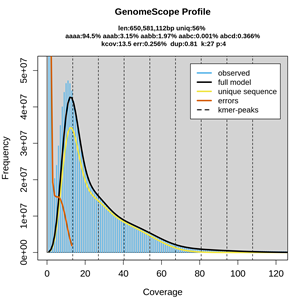 GenomeScope Profile
len:650,581,112bp uniq:56%
aaaa:94.5% aaab:3.15% aabb:1.97% aabc:0.001% abcd:0.366%
kcov:13.5 err:0.256% dup:0.81 k:27 p:4
observed
full model
unique sequence
errors
kmer-peaks
Frequency
5e+07
4e+07
3e+07
2e+07
1e+07
0e+00
0 20 40 60 80 100 120
Coverage